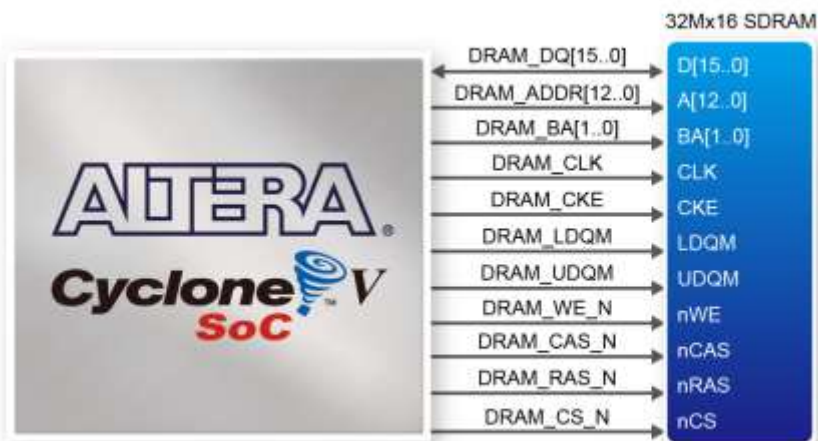 32Mx16 SDRAM
DRAM_DQ[15..0] D[15..0]
DRAM_ADDR[12..0] A[12..0]
DRAM_BA[1..0] BA[1..0]
DRAM_CLK CLK
DRAM_CKE CKE
DRAM_LDQM LDQM
DRAM_UDQM UDQM
DRAM_WE_N nWE
DRAM_CAS_N nCAS
DRAM_RAS_N nRAS
DRAM_CS_N nCS
ALTERA®
Cyclone™ V
SoC